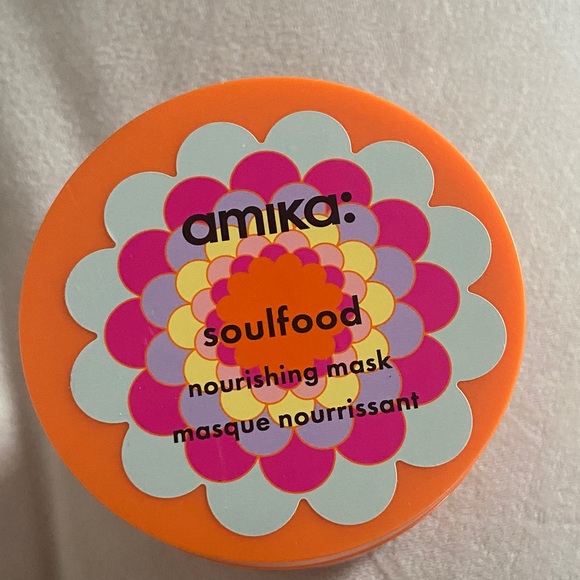 amika:
soulfood
nourishing mask
masque nourrissant